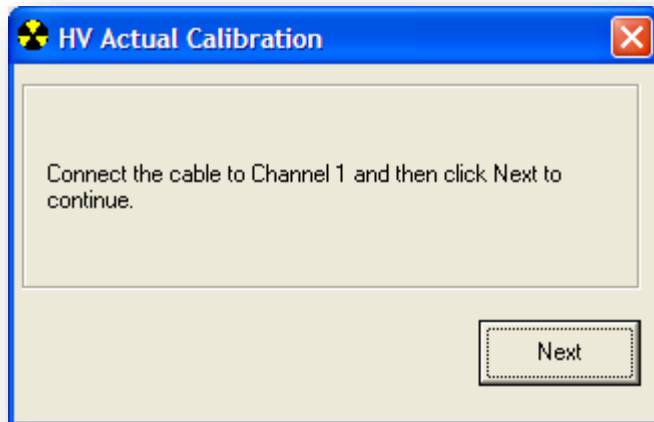 HV Actual Calibration
Connect the cable to Channel 1 and then click Next to
continue.
Next